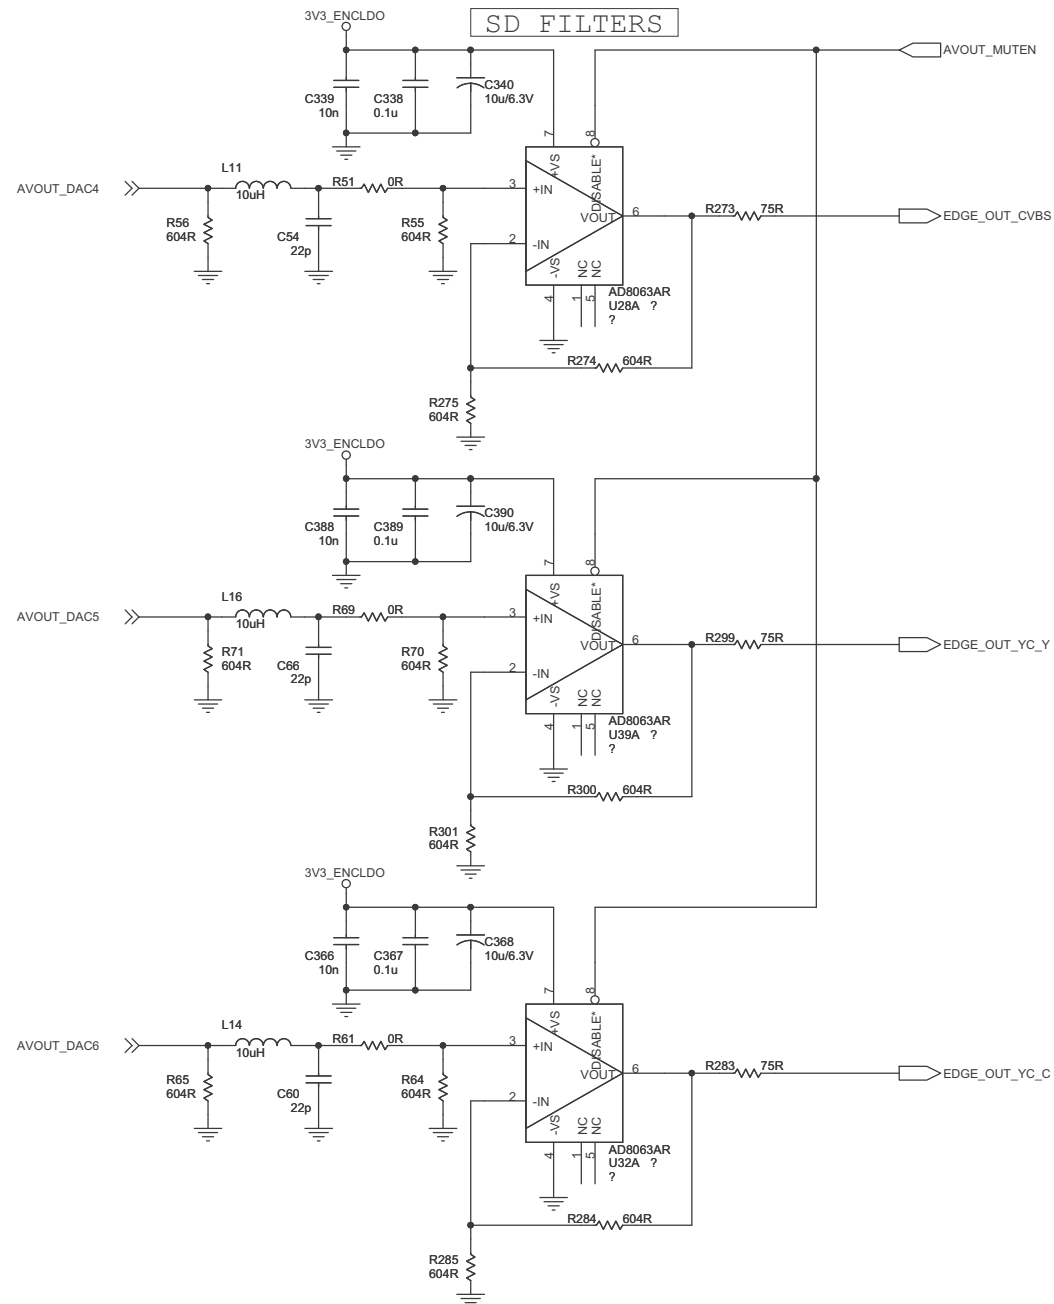 SD FILTERS
3V3_ENCLDO
AVOUT_MUTEN
C339
10n
C338
0.1u
C340
10u/6.3V
7
8
+VS
DISABLE*
AVOUT_DAC4
L11
10uH
R51 0R
3
+IN
R56
604R
C54
22p
R55
604R
VOUT
6
R273 75R
EDGE_OUT_CVBS
2
-IN
-VS
NC
NC
4
1
5
AD8063AR
U28A ?
?
R274 604R
R275
604R
3V3_ENCLDO
C388
10n
C389
0.1u
C390
10u/6.3V
7
8
+VS
DISABLE*
AVOUT_DAC5
L16
10uH
R69 0R
3
+IN
R71
604R
C66
22p
R70
604R
VOUT
6
R299 75R
EDGE_OUT_YC_Y
2
-IN
-VS
NC
NC
4
1
5
AD8063AR
U39A ?
?
R300 604R
R301
604R
3V3_ENCLDO
C366
10n
C367
0.1u
C368
10u/6.3V
7
8
+VS
DISABLE*
AVOUT_DAC6
L14
10uH
R61 0R
3
+IN
R65
604R
C60
22p
R64
604R
VOUT
6
R283 75R
EDGE_OUT_YC_C
2
-IN
-VS
NC
NC
4
1
5
AD8063AR
U32A ?
?
R284 604R
R285
604R